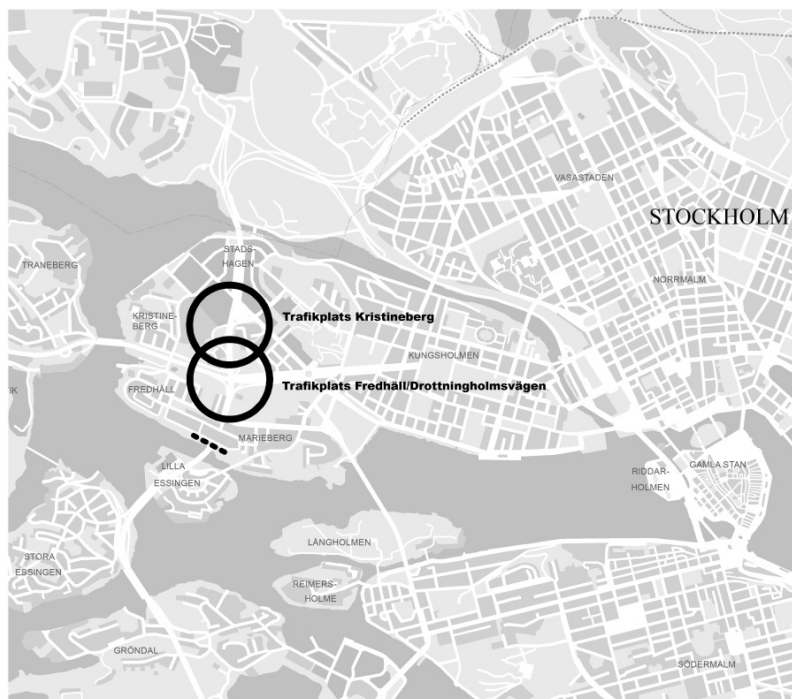 VASASTADEN
STOCKHOLM
STADS-
HAGEN
TRANEBERG
NORRMALM
KRISTINE-
BERG
Trafikplats Kristineberg
KUNGSHOLMEN
Trafikplats Fredhäll/Drottningholmsvägen
FREDHÄLL
TIK
MARIEBERG
LILLA
ESSINGEN
RIDDAR-
HOLMEN
GAMLA STAN
LÅNGHOLMEN
STORA
ESSINGEN
REIMERS-
HOLME
GRÖNDAL
SÖDERMALM